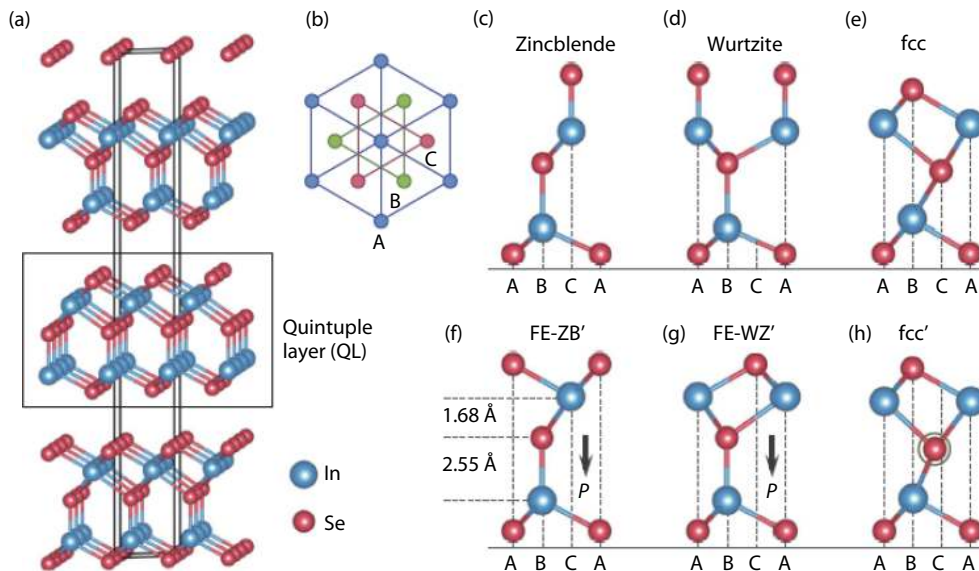 (a)
(b)
(c)
(d)
(e)
Zincblende
Wurtzite
fcc
C
B
A
A B C A
A B C A
A B C A
Quintuple
layer (QL)
In
Se
(f)
FE-ZB’
(g)
FE-WZ’
(h)
fcc’
1.68 Å
2.55 Å
P
P
A B C A
A B C A
A B C A